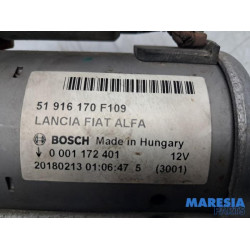 51 916 170 F109
LANCIA FIAT ALFA
BOSCH Made in Hungary
0 001 172 401 12V
20180213 01:06:47 5 (3001)
MARESIA
PARTS